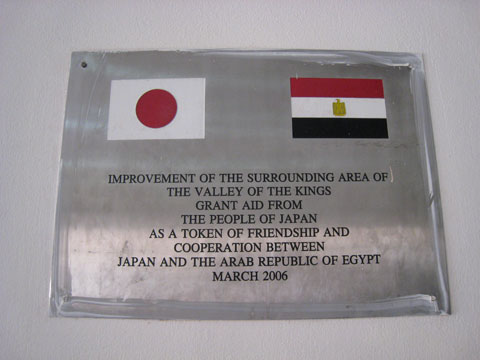 IMPROVEMENT OF THE SURROUNDING AREA OF
THE VALLEY OF THE KINGS
GRANT AID FROM
THE PEOPLE OF JAPAN
AS A TOKEN OF FRIENDSHIP AND
COOPERATION BETWEEN
JAPAN AND THE ARAB REPUBLIC OF EGYPT
MARCH 2006